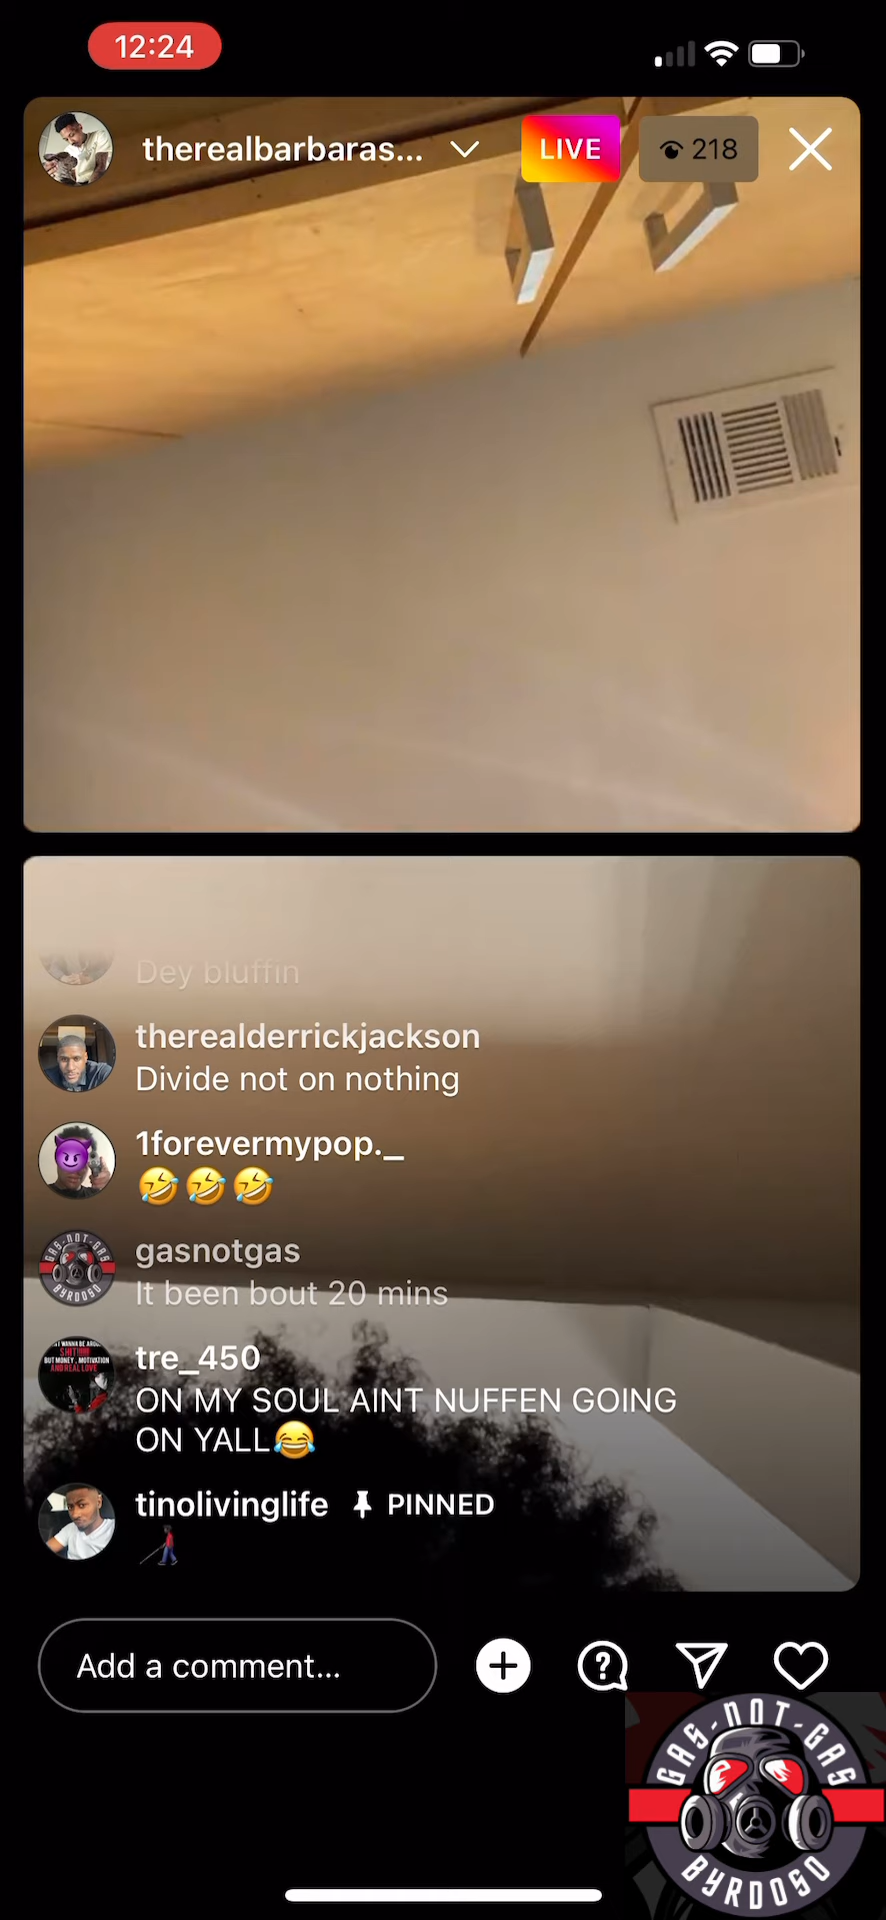 12:24
therealbarbaras...
LIVE
218
Dey bluffin
therealderrickjackson
Divide not on nothing
1forevermypop._
🤣🤣🤣
gasnotgas
It been bout 20 mins
tre_450
ON MY SOUL AINT NUFFEN GOING
ON YALL😂
tinolivinglife PINNED
Add a comment...
GAS-NOT-GAS
BYRDOSO